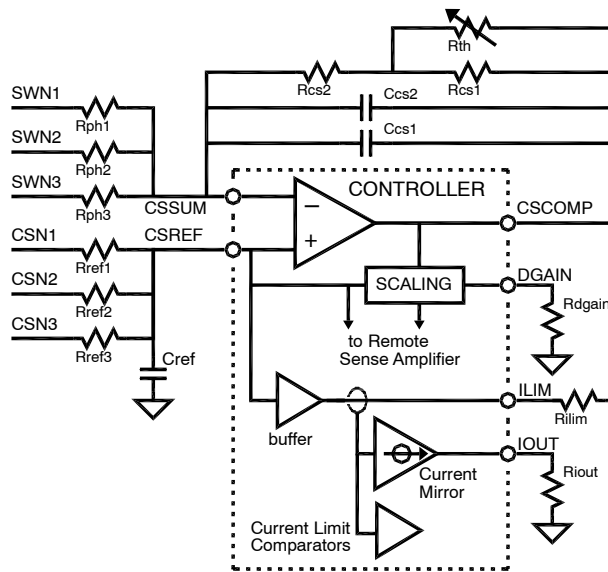 Rth
Rcs2
Rcs1
Ccs2
Ccs1
SWN1
Rph1
SWN2
Rph2
SWN3
Rph3
CSSUM
CONTROLLER
CSCOMP
CSN1
Rref1
CSREF
CSN2
Rref2
CSN3
Rref3
Cref
−
+
SCALING
DGAIN
Rdgain
to Remote
Sense Amplifier
buffer
ILIM
Rilim
IOUT
Riout
Current
Mirror
Current Limit
Comparators